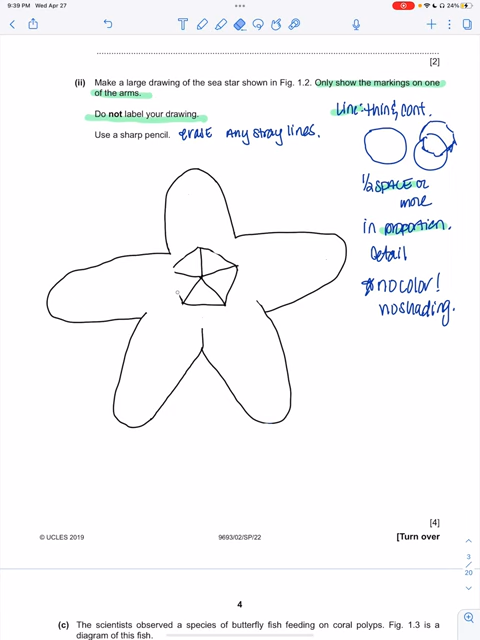 9:39 PM Wed Apr 27
24%
[2]
(ii) Make a large drawing of the sea star shown in Fig. 1.2. Only show the markings on one
of the arms.
Do not label your drawing.
Use a sharp pencil. erase any stray lines.
Line: thin & cont.
1/2 SPACE or
more
in proportion.
Detail
no color!
no shading.
[4]
© UCLES 2019
9693/02/SP/22
[Turn over
3
/
20
4
(c) The scientists observed a species of butterfly fish feeding on coral polyps. Fig. 1.3 is a
diagram of this fish.